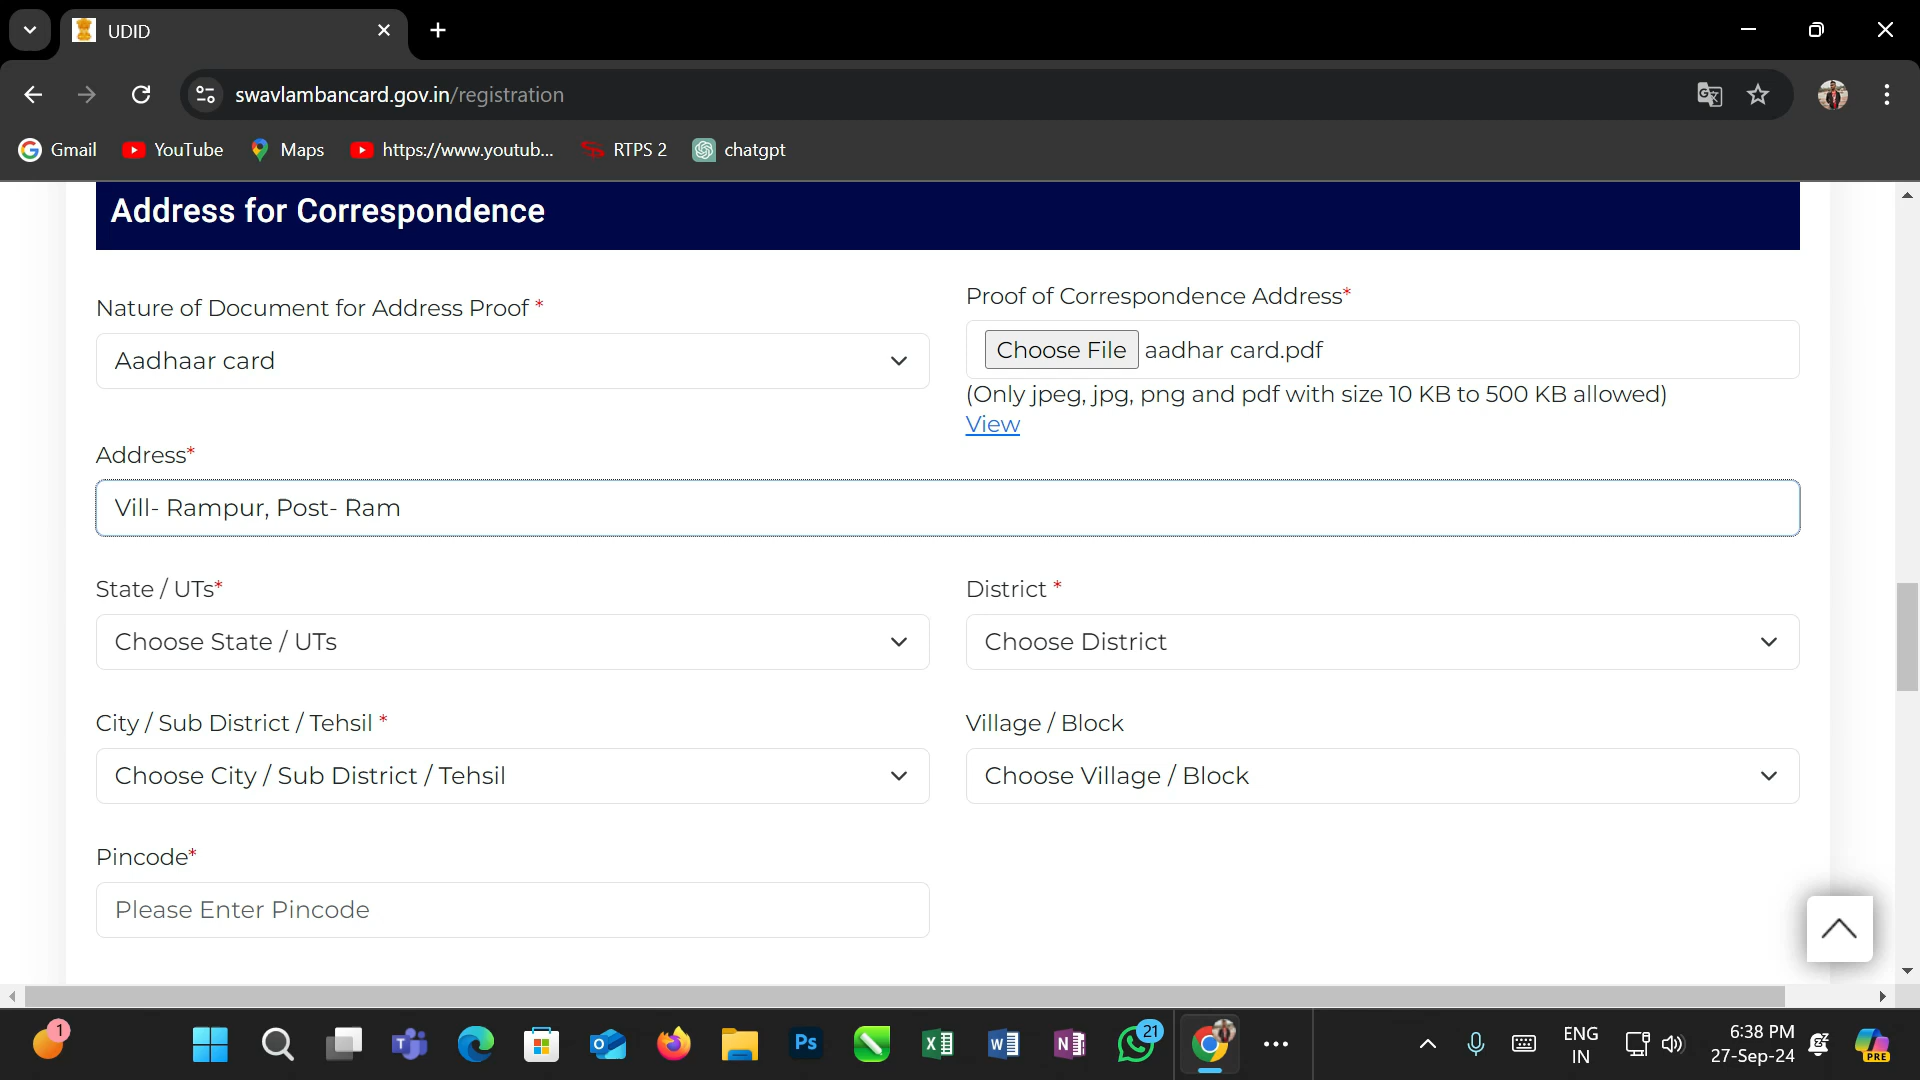 UDID
swavlambancard.gov.in/registration
Gmail
YouTube
Maps
https://www.youtub...
RTPS 2
chatgpt
Address for Correspondence
Nature of Document for Address Proof *
Aadhaar card
Proof of Correspondence Address*
Choose File aadhar card.pdf
(Only jpeg, jpg, png and pdf with size 10 KB to 500 KB allowed)
View
Address*
Vill- Rampur, Post- Ram
State / UTs*
Choose State / UTs
District *
Choose District
City / Sub District / Tehsil *
Choose City / Sub District / Tehsil
Village / Block
Choose Village / Block
Pincode*
Please Enter Pincode
1
Ps
21
ENG
IN
6:38 PM
27-Sep-24
PRE